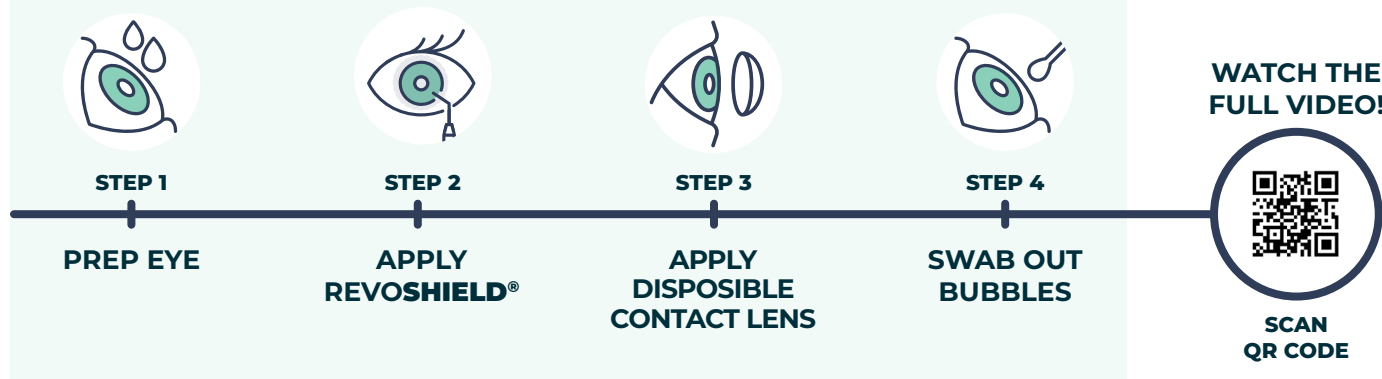 STEP 1
PREP EYE
STEP 2
APPLY
REVOSHIELD®
STEP 3
APPLY
DISPOSIBLE
CONTACT LENS
STEP 4
SWAB OUT
BUBBLES
WATCH THE
FULL VIDEO!
SCAN
QR CODE